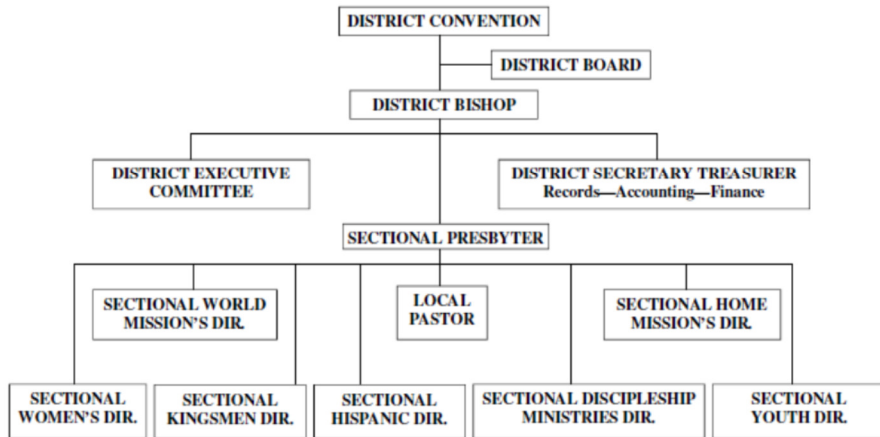 DISTRICT CONVENTION
DISTRICT BOARD
DISTRICT BISHOP
DISTRICT EXECUTIVE
COMMITTEE
DISTRICT SECRETARY TREASURER
Records—Accounting—Finance
SECTIONAL PRESBYTER
SECTIONAL WORLD
MISSION'S DIR.
LOCAL
PASTOR
SECTIONAL HOME
MISSION'S DIR.
SECTIONAL
WOMEN'S DIR.
SECTIONAL
KINGSMEN DIR.
SECTIONAL
HISPANIC DIR.
SECTIONAL DISCIPLESHIP
MINISTRIES DIR.
SECTIONAL
YOUTH DIR.